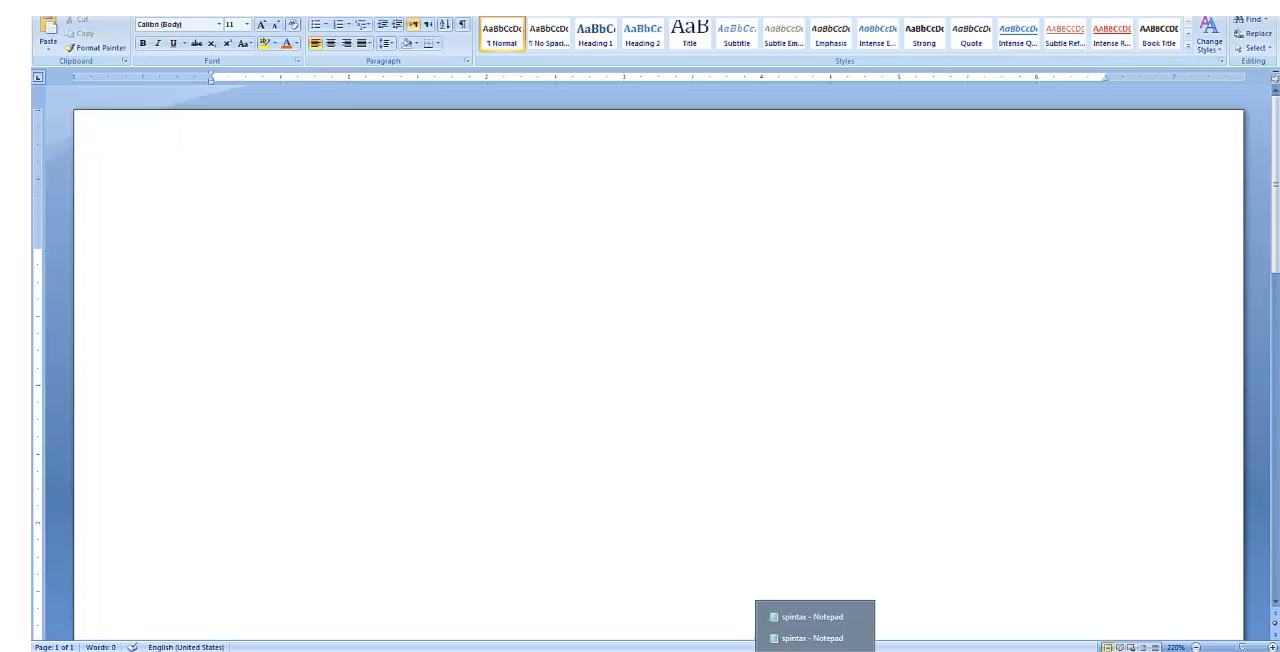 Cut
Copy
Paste
Format Painter
Clipboard
Calibri (Body)
11
Font
Paragraph
AaBbCcDc
¶ Normal
AaBbCcDc
¶ No Spaci...
AaBbC
Heading 1
AaBbCc
Heading 2
AaB
Title
AaBbCc.
Subtitle
AaBbCcDc
Subtle Em...
AaBbCcDc
Emphasis
AaBbCcDc
Intense E...
AaBbCcDc
Strong
AaBbCcDc
Quote
AaBbCcDc
Intense Q...
AABBCCDC
Subtle Ref...
AABBCCDC
Intense R...
AABBCCDC
Book Title
Change
Styles
Styles
Find
Replace
Select
Editing
spintax - Notepad
spintax - Notepad
Page: 1 of 1
Words: 0
English (United States)
220%